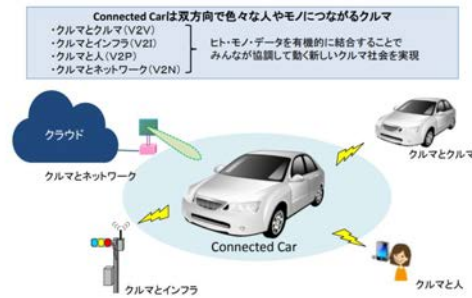 Connected Carは双方向で色々な人やモノにつながるクルマ
・クルマとクルマ(V2V)
・クルマとインフラ(V2I)
・クルマと人(V2P)
・クルマとネットワーク(V2N)
ヒト・モノ・データを有機的に結合することで
みんなが協調して動く新しいクルマ社会を実現
クラウド
クルマとネットワーク
クルマとクルマ
Connected Car
クルマとインフラ
クルマと人